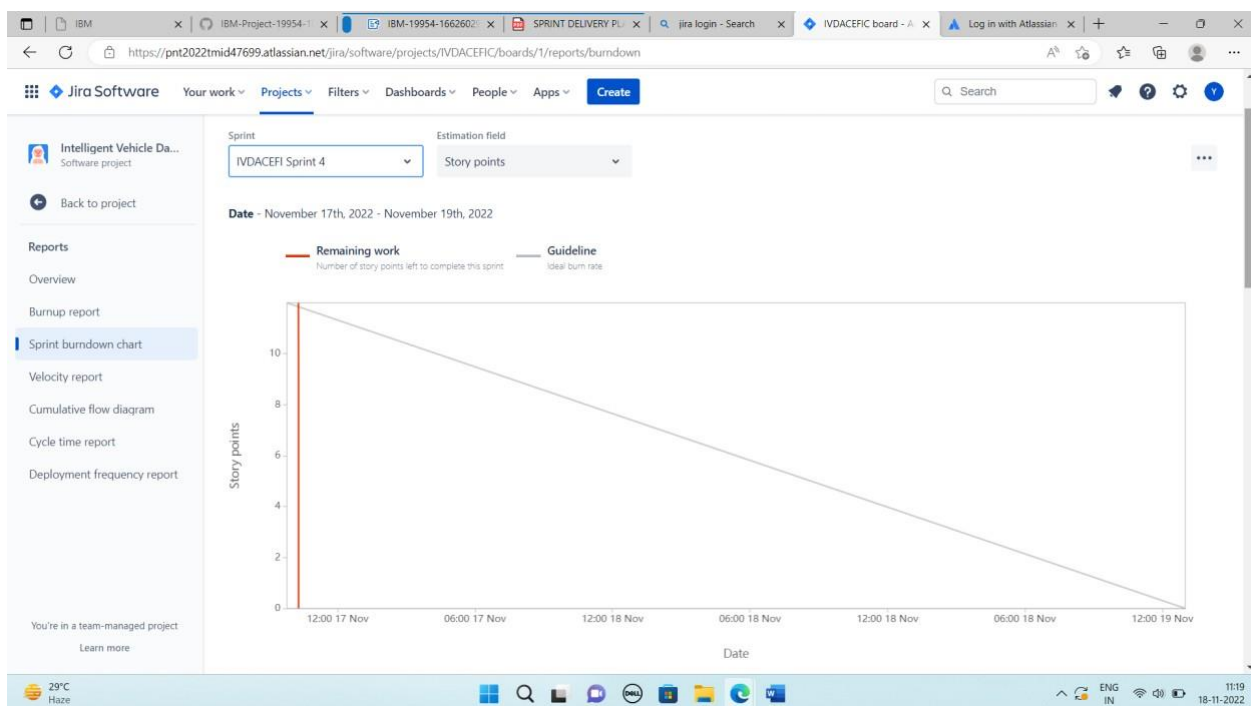 IBM
IBM-Project-19954-1
IBM-19954-16626029
SPRINT DELIVERY PL
jira login - Search
IVDACEFIC board - A
Log in with Atlassian
https://pnt2022tmid47699.atlassian.net/jira/software/projects/IVDACEFIC/boards/1/reports/burndown
Jira Software Your work Projects Filters Dashboards People Apps Create Search Y
Intelligent Vehicle Da...
Software project
Back to project
Reports
Overview
Burnup report
Sprint burndown chart
Velocity report
Cumulative flow diagram
Cycle time report
Deployment frequency report
You're in a team-managed project
Learn more
Sprint Estimation field
IVDACEFI Sprint 4 Story points
Date - November 17th, 2022 - November 19th, 2022
Remaining work
Number of story points left to complete this sprint
Guideline
Ideal burn rate
Story points
10
8
6
4
2
0
12:00 17 Nov 06:00 17 Nov 12:00 18 Nov 06:00 18 Nov 12:00 18 Nov 06:00 18 Nov 12:00 19 Nov
Date
29°C
Haze
DELL
W
ENG
IN
11:19
18-11-2022